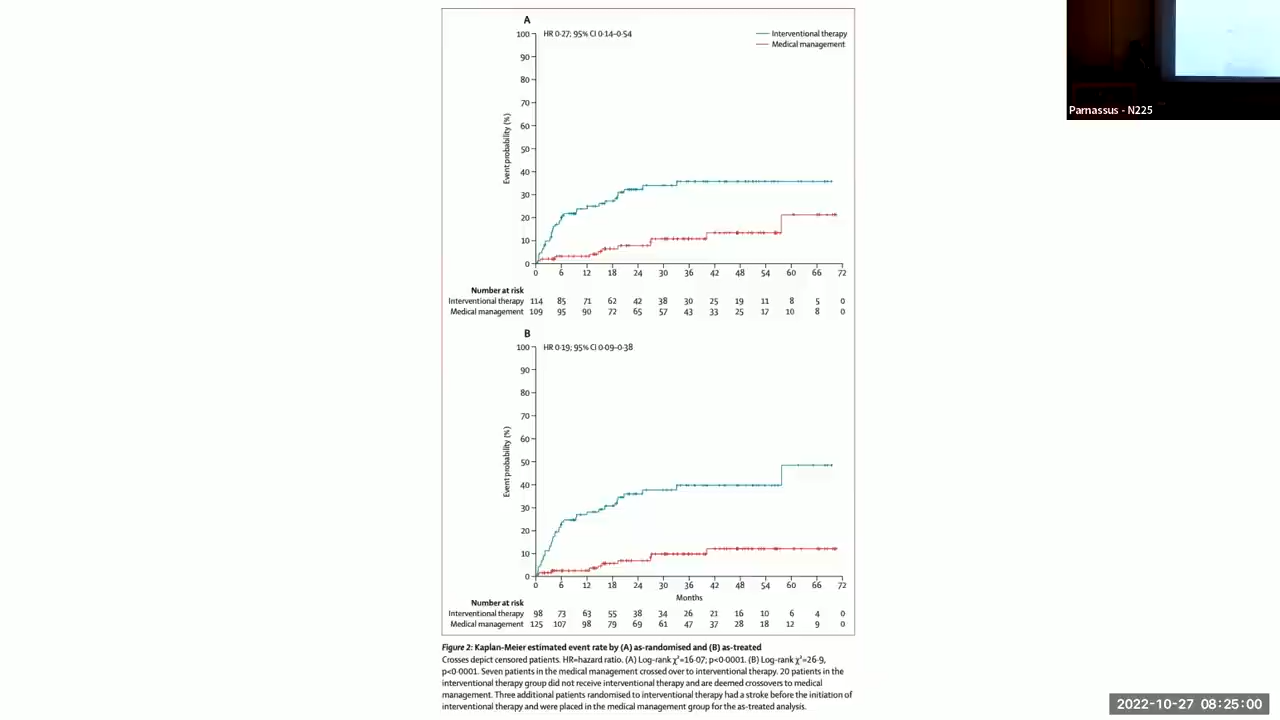 A
HR 0·27; 95% CI 0·14–0·54
Interventional therapy
Medical management
100
90
80
70
60
50
40
30
20
10
0
Event probability (%)
0 6 12 18 24 30 36 42 48 54 60 66 72
Number at risk
Interventional therapy 114 85 71 62 42 38 30 25 19 11 8 5 0
Medical management 109 95 90 72 65 57 43 33 25 17 10 8 0
B
HR 0·19; 95% CI 0·09–0·38
100
90
80
70
60
50
40
30
20
10
0
Event probability (%)
0 6 12 18 24 30 36 42 48 54 60 66 72
Months
Number at risk
Interventional therapy 98 73 63 55 38 34 26 21 16 10 6 4 0
Medical management 125 107 98 79 69 61 47 37 28 18 12 9 0
Figure 2: Kaplan-Meier estimated event rate by (A) as-randomised and (B) as-treated
Crosses depict censored patients. HR=hazard ratio. (A) Log-rank χ²=16·07; p<0·0001. (B) Log-rank χ²=26·9,
p<0·0001. Seven patients in the medical management crossed over to interventional therapy. 20 patients in the
interventional therapy group did not receive interventional therapy and are deemed crossovers to medical
management. Three additional patients randomised to interventional therapy had a stroke before the initiation of
interventional therapy and were placed in the medical management group for the as-treated analysis.
Parnassus - N225
2022-10-27 08:25:00